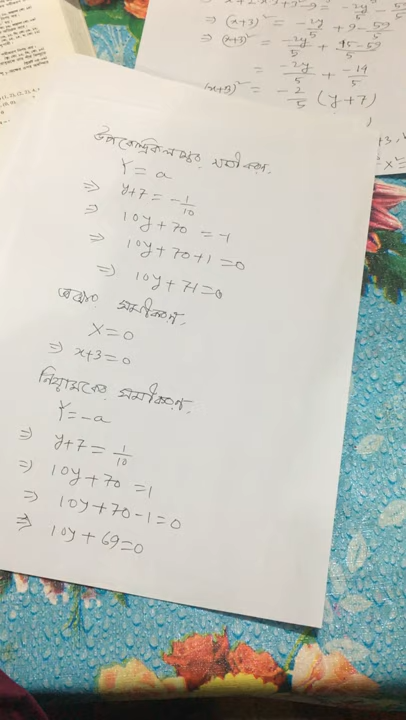 ⇒ (x+3)² = -2y/5 + 9 - 59/5
⇒ (x+3)² = -2y/5 + 45-59/5
= -2y/5 + -14/5
(x+3)² = -2/5 (y+7)
উপকেন্দ্রিক লম্বের সমীকরণ,
Y = a
⇒ y+7 = -1/10
⇒ 10y + 70 = -1
⇒ 10y + 70 + 1 = 0
⇒ 10y + 71 = 0
অক্ষের সমীকরণ,
X = 0
⇒ x+3 = 0
নিয়ামকের সমীকরণ,
Y = -a
⇒ y+7 = 1/10
⇒ 10y + 70 = 1
⇒ 10y + 70 - 1 = 0
⇒ 10y + 69 = 0